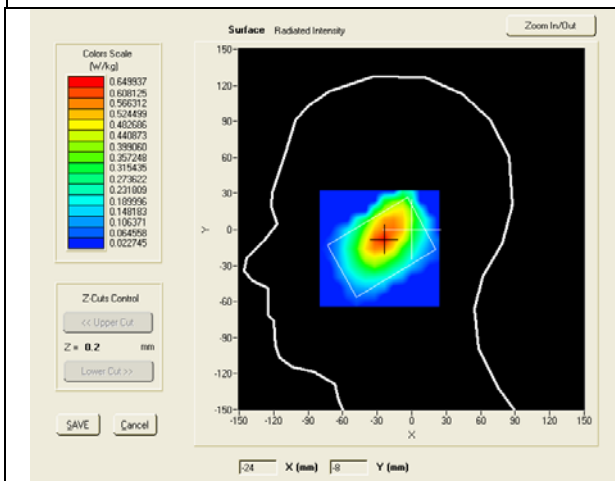 Surface Radiated Intensity
Zoom In/Out
Colors Scale
(W/kg)
0.649937
0.608125
0.566312
0.524499
0.482686
0.440873
0.399060
0.357248
0.315435
0.273622
0.231809
0.189996
0.148183
0.106371
0.064558
0.022745
Z-Cuts Control
<< Upper Cut
Z = 0.2 mm
Lower Cut >>
SAVE Cancel
150-
120-
90-
60-
30-
0-
-30-
-60-
-90-
-120-
-150-
Y
-150 -120 -90 -60 -30 0 30 60 90 120 150
X
-24 X (mm) -8 Y (mm)